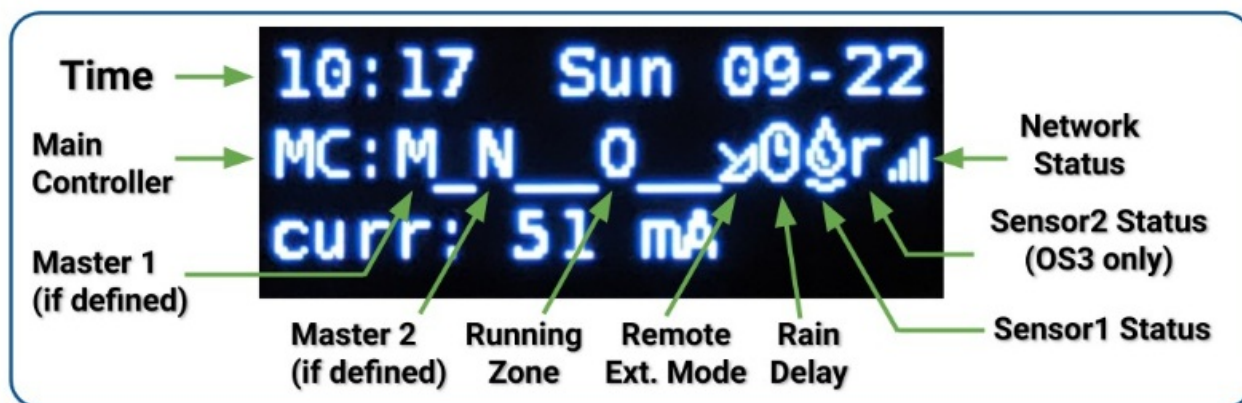 Time
10:17 Sun 09-22
Main
Controller
MC:M_N___O___r
Network
Status
curr: 51 mA
Master 1
(if defined)
Sensor2 Status
(OS3 only)
Master 2
(if defined)
Running
Zone
Remote
Ext. Mode
Rain
Delay
Sensor1 Status